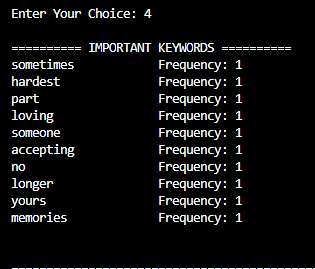 Enter Your Choice: 4
========== IMPORTANT KEYWORDS ==========
sometimes Frequency: 1
hardest Frequency: 1
part Frequency: 1
loving Frequency: 1
someone Frequency: 1
accepting Frequency: 1
no Frequency: 1
longer Frequency: 1
yours Frequency: 1
memories Frequency: 1